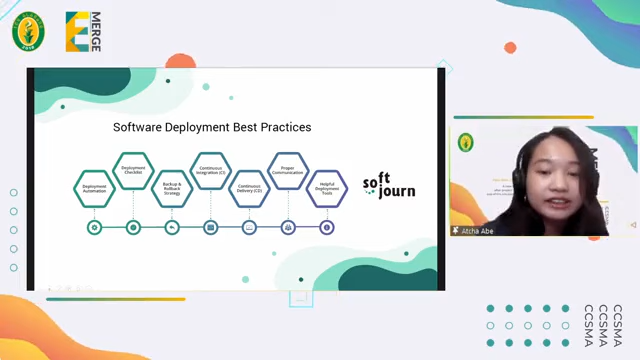 2018
E
MERGE
Software Deployment Best Practices
Deployment
Automation
Deployment
Checklist
Backup &
Rollback
Strategy
Continuous
Integration (CI)
Continuous
Delivery (CD)
Proper
Communication
Helpful
Deployment
Tools
soft
journ
Atcha Abe
CCSMA
CCSMA
CCSMA